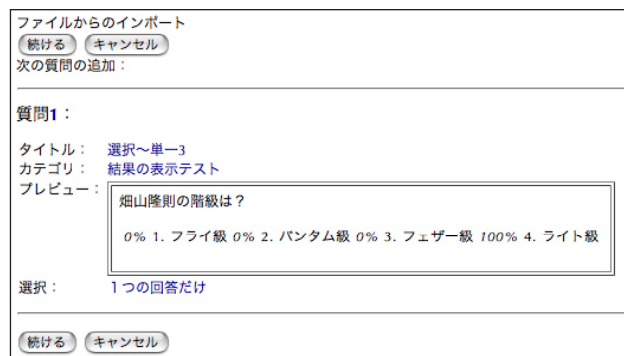 ファイルからのインポート
続ける キャンセル
次の質問の追加：
質問1：
タイトル： 選択〜単一3
カテゴリ： 結果の表示テスト
プレビュー：
畑山隆則の階級は？
0% 1. フライ級 0% 2. バンタム級 0% 3. フェザー級 100% 4. ライト級
選択： １つの回答だけ
続ける キャンセル